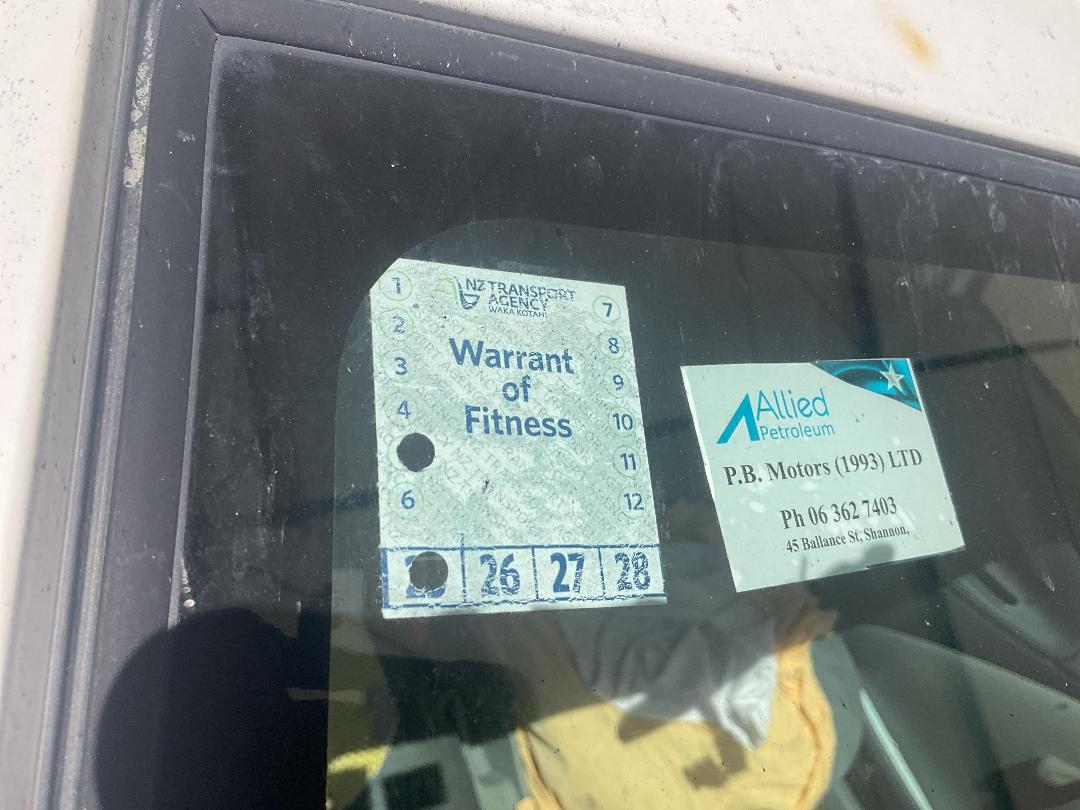 NZ TRANSPORT
AGENCY
WAKA KOTAHI
Warrant
of
Fitness
1
2
3
4
6
7
8
9
10
11
12
26 27 28
Allied
Petroleum
P.B. Motors (1993) LTD
Ph 06 362 7403
45 Ballance St, Shannon.